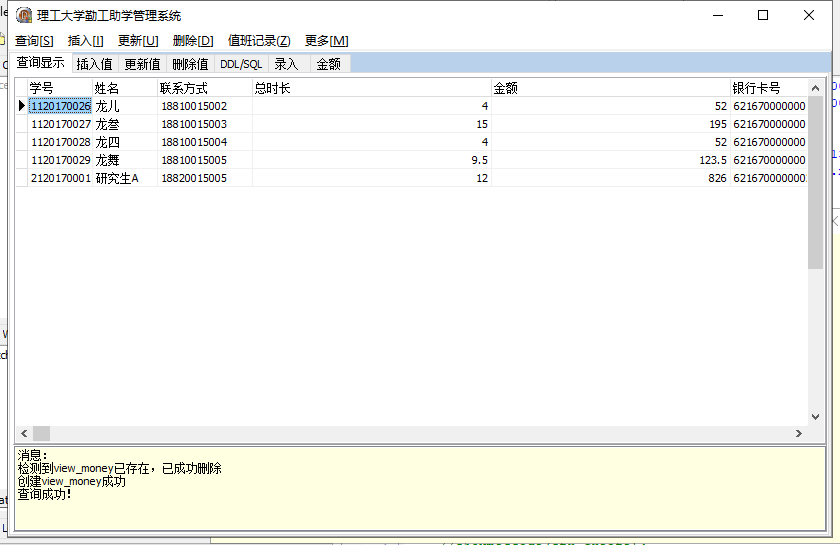 理工大学勤工助学管理系统
查询[S] 插入[I] 更新[U] 删除[D] 值班记录(Z) 更多[M]
查询显示 插入值 更新值 删除值 DDL/SQL 录入 金额
学号 姓名 联系方式 总时长 金额 银行卡号
1120170026 龙儿 18810015002 4 52 621670000000
1120170027 龙叁 18810015003 15 195 621670000000
1120170028 龙四 18810015004 4 52 621670000000
1120170029 龙舞 18810015005 9.5 123.5 621670000000
2120170001 研究生A 18820015005 12 826 621670000000
消息：
检测到view_money已存在，已成功删除
创建view_money成功
查询成功！